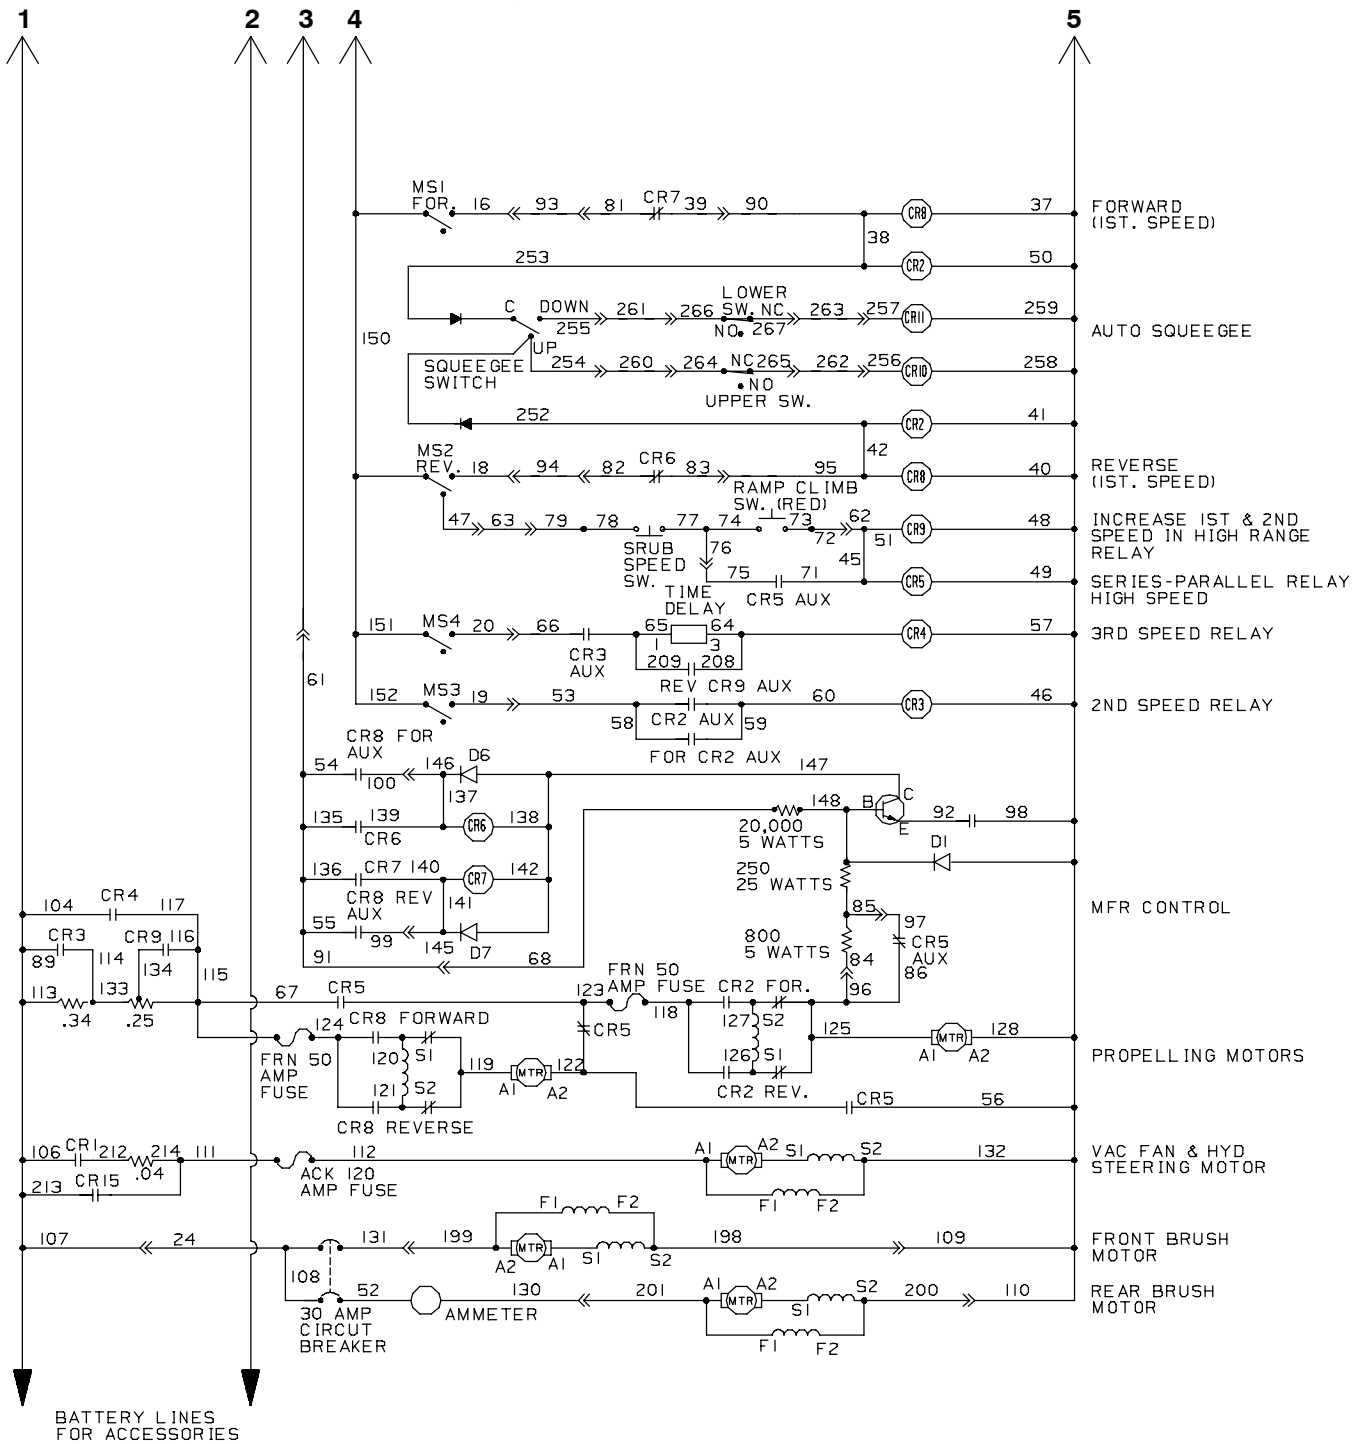 1 2 3 4 5
MS1
FOR. 16 93 81 CR7 39 90 CR8 37 FORWARD
(1ST. SPEED)
38
253 CR2 50
LOWER
C DOWN 261 266 SW. NC 263 257 CR11 259
255 NO 267
AUTO SQUEEGEE
150
UP
SQUEEGEE
SWITCH
254 260 264 NC 265 262 256 CR10 258
NO
UPPER SW.
252 CR2 41
42
MS2
REV. 18 94 82 CR6 83 95 CR8 40 REVERSE
(1ST. SPEED)
RAMP CLIMB
SW. (RED)
47 63 79 78 77 74 73 62 CR9 48
72 51
INCREASE 1ST & 2ND
SPEED IN HIGH RANGE
RELAY
SRUB
SPEED
SW.
76 45
75 71 CR5 49
CR5 AUX
SERIES-PARALLEL RELAY
HIGH SPEED
TIME
DELAY
151 MS4 20 66 65 64 CR4 57 3RD SPEED RELAY
1 3
CR3
AUX
209 208
REV CR9 AUX
61
152 MS3 19 53 60 CR3 46 2ND SPEED RELAY
58 CR2 AUX 59
FOR CR2 AUX
CR8 FOR
AUX
54 100 146 D6 147
137
135 139 CR6 138
CR6
148 B C
E 92 98
20,000
5 WATTS
D1
250
25 WATTS
136 CR7 140 CR7 142
CR8 REV
AUX
141
55 99 145 D7
85 97
CR5
AUX
86
MFR CONTROL
800
5 WATTS
84
96
91 68
104 CR4 117
CR3 CR9 116
89 114 134 115
113 133
.34 .25
67 CR5 123
FRN 50
AMP FUSE
118
CR2 FOR.
127 S2
126 S1
CR2 REV.
125 MTR 128
A1 A2
PROPELLING MOTORS
CR5
FRN 50
AMP
FUSE
124 CR8 FORWARD
120 S1
121 S2
CR8 REVERSE
119 MTR 122
A1 A2
CR5 56
106 CR1 212 214 111
.04
213 CR15
112
ACK 120
AMP FUSE
A1 MTR A2 S1 S2 132
F1 F2
VAC FAN & HYD
STEERING MOTOR
F1 F2
107 24 131 199 MTR 198 109
A2 A1 S1 S2
FRONT BRUSH
MOTOR
108 52
AMMETER
130 201 A1 MTR A2 S2 200 110
S1
F1 F2
REAR BRUSH
MOTOR
30 AMP
CIRCUT
BREAKER
BATTERY LINES
FOR ACCESSORIES